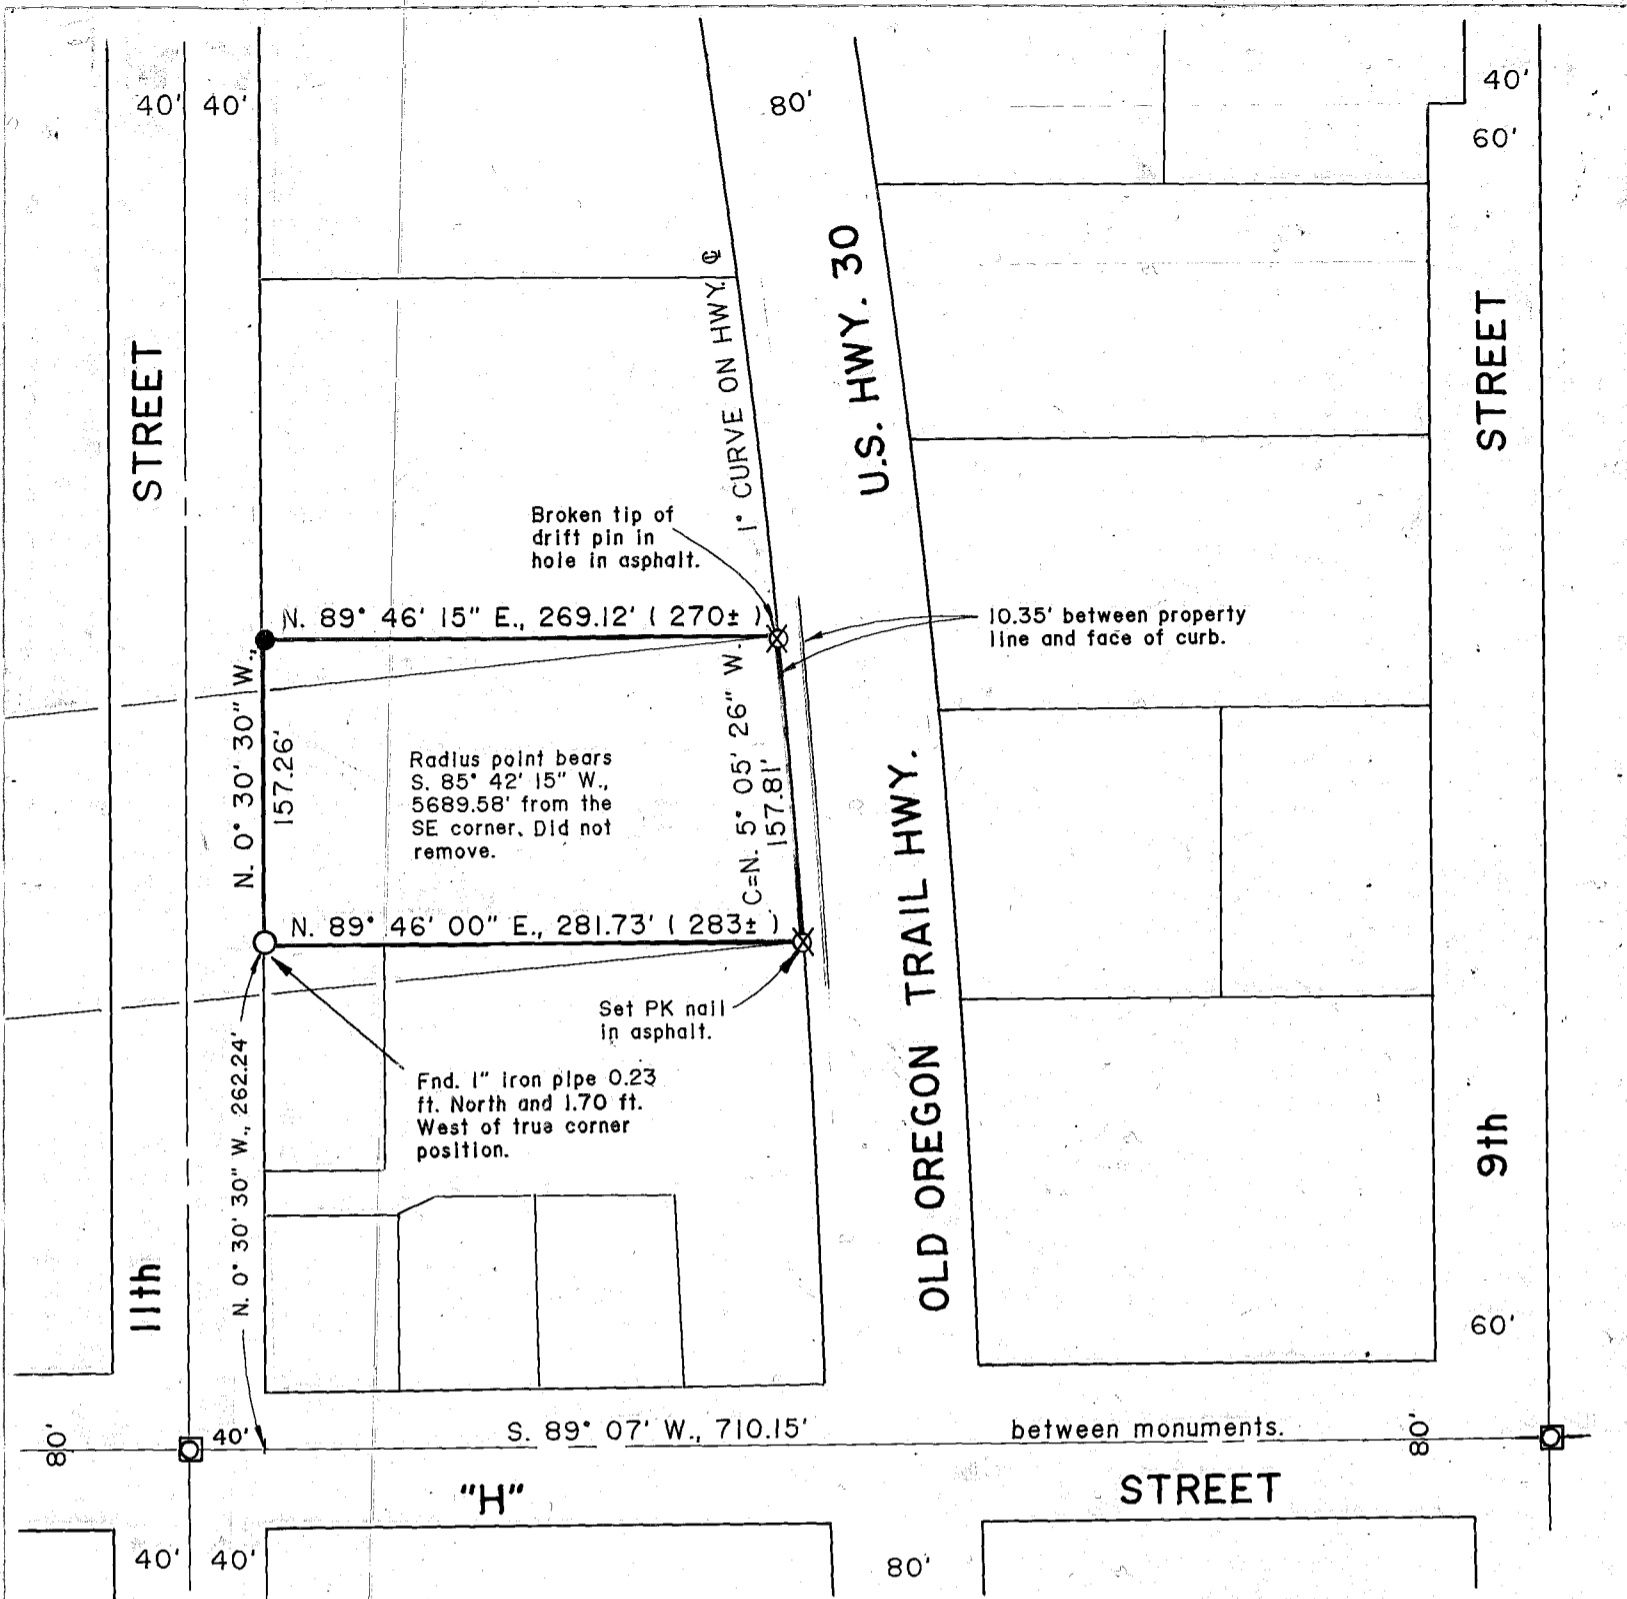 40' 40'
80'
40'
60'
STREET
1° CURVE ON HWY. ℄
U.S. HWY. 30
STREET
Broken tip of
drift pin in
hole in asphalt.
N. 89° 46' 15" E., 269.12' ( 270± )
10.35' between property
line and face of curb.
N. 0° 30' 30" W.,
157.26'
Radius point bears
S. 85° 42' 15" W.,
5689.58' from the
SE corner. Did not
remove.
C=N. 5° 05' 26" W.
157.81'
OLD OREGON TRAIL HWY.
N. 89° 46' 00" E., 281.73' ( 283± )
Set PK nail
in asphalt.
N. 0° 30' 30" W., 262.24'
Fnd. 1" iron pipe 0.23
ft. North and 1.70 ft.
West of true corner
position.
11th
9th
60'
80'
40'
S. 89° 07' W., 710.15' between monuments.
80'
"H" STREET
40' 40'
80'